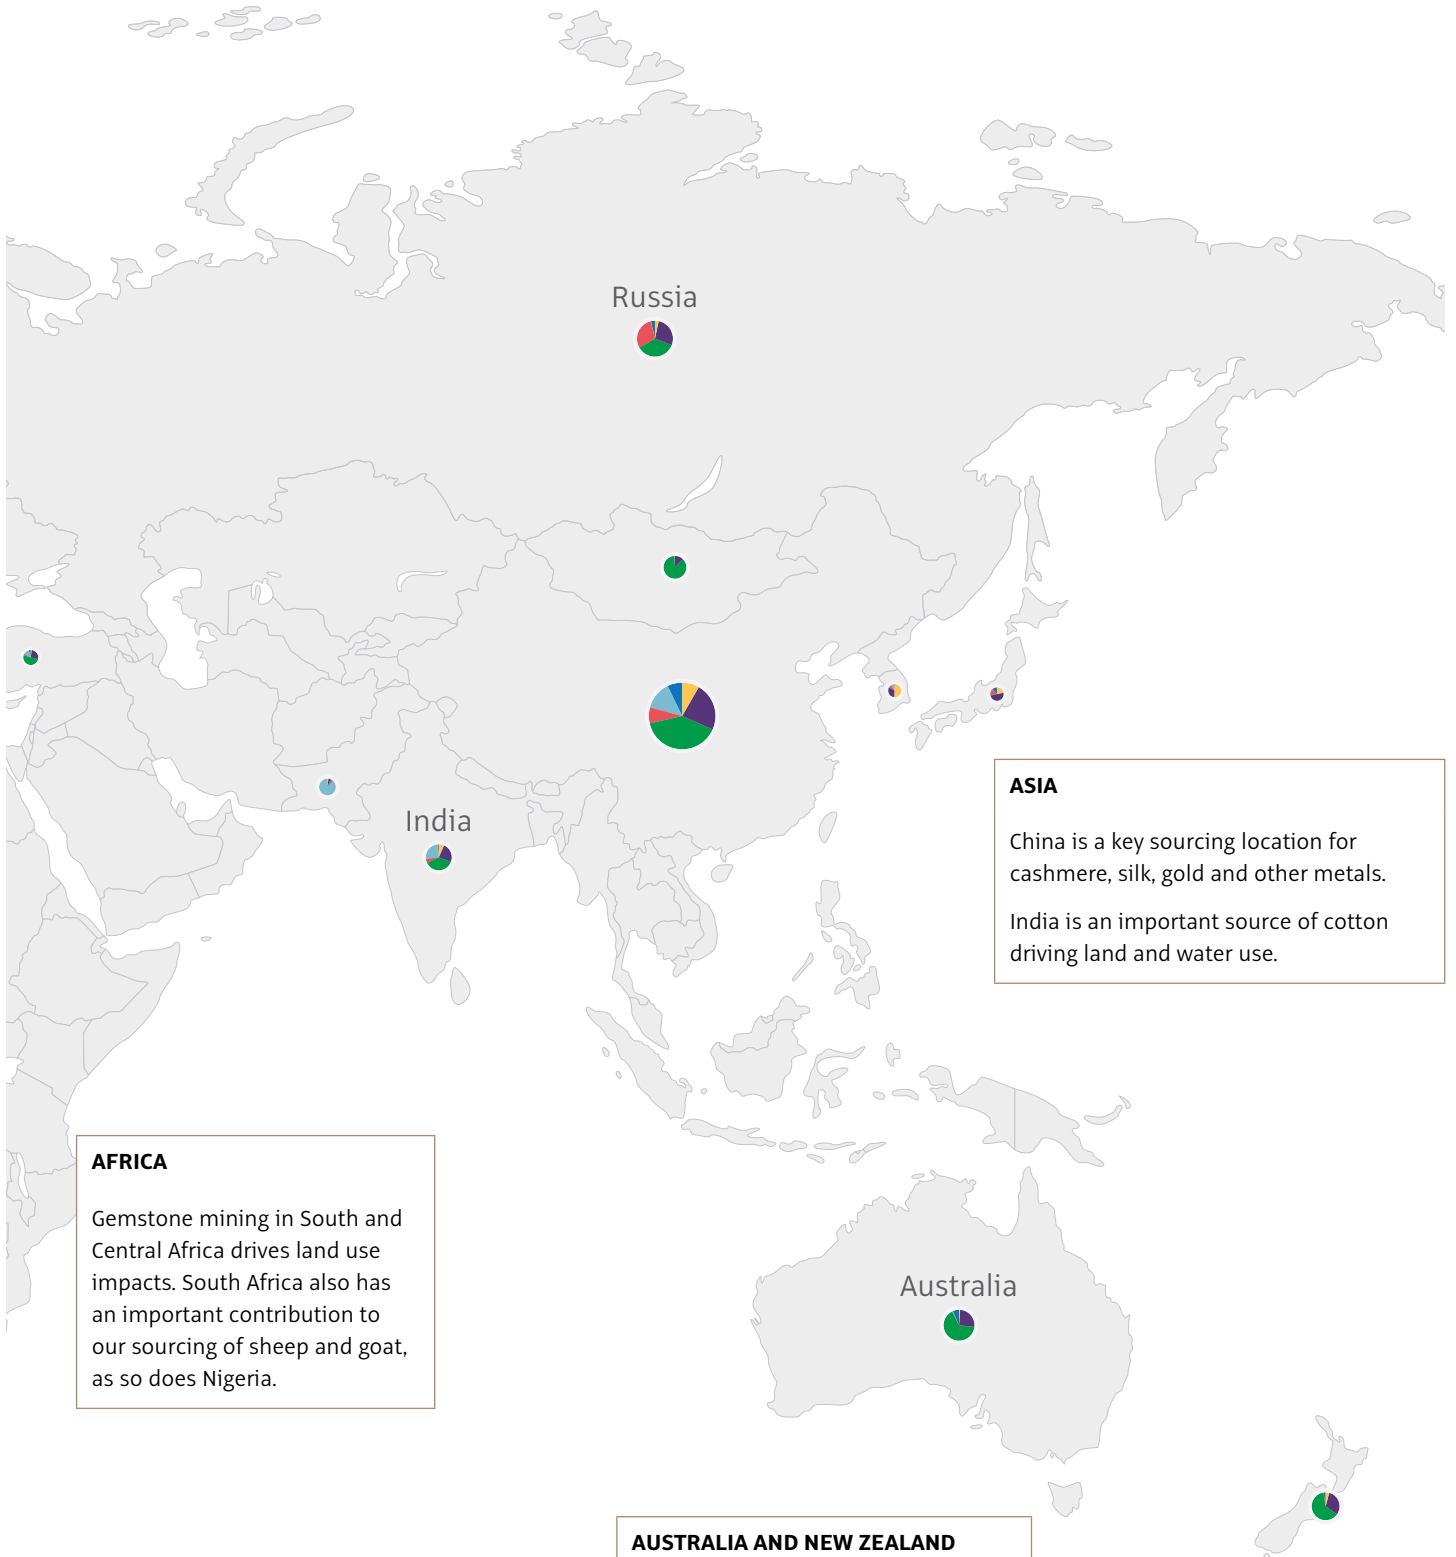 Russia
India
ASIA
China is a key sourcing location for
cashmere, silk, gold and other metals.
India is an important source of cotton
driving land and water use.
AFRICA
Gemstone mining in South and
Central Africa drives land use
impacts. South Africa also has
an important contribution to
our sourcing of sheep and goat,
as so does Nigeria.
Australia
AUSTRALIA AND NEW ZEALAND